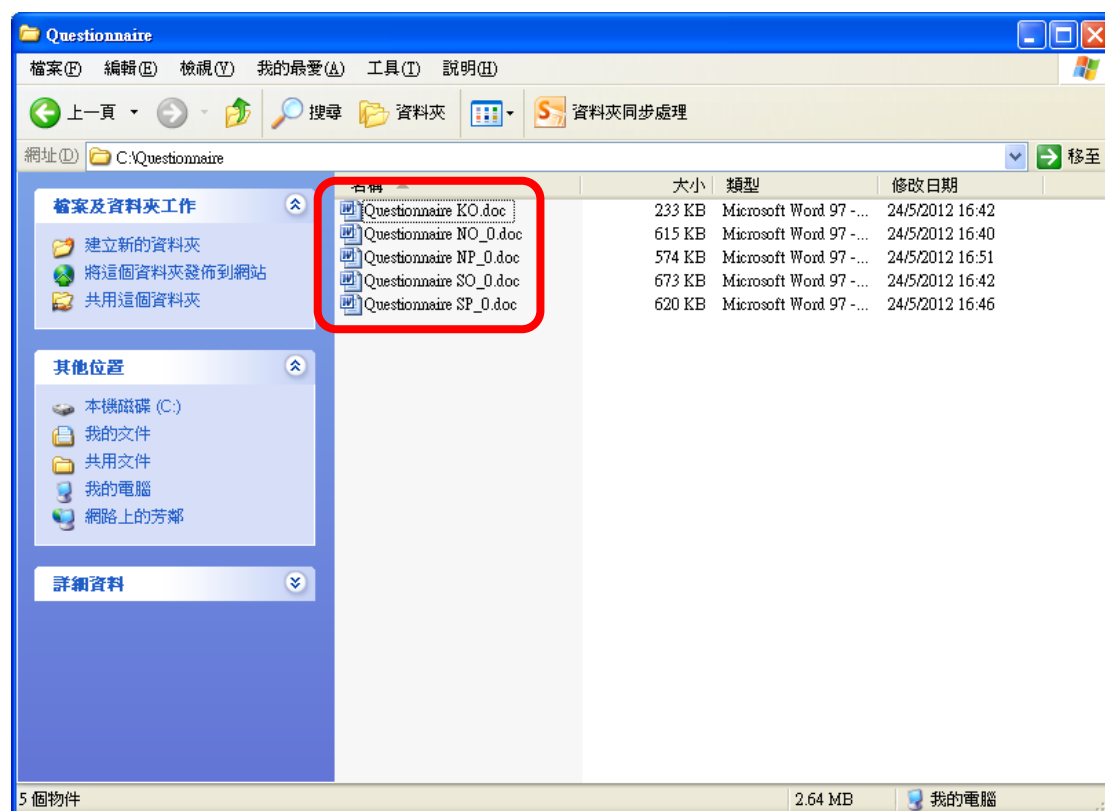 Questionnaire
檔案(F) 編輯(E) 檢視(V) 我的最愛(A) 工具(T) 說明(H)
上一頁 搜尋 資料夾 資料夾同步處理
網址(D) C:\Questionnaire 移至
名稱 大小 類型 修改日期
Questionnaire KO.doc 233 KB Microsoft Word 97 -... 24/5/2012 16:42
Questionnaire NO_0.doc 615 KB Microsoft Word 97 -... 24/5/2012 16:40
Questionnaire NP_0.doc 574 KB Microsoft Word 97 -... 24/5/2012 16:51
Questionnaire SO_0.doc 673 KB Microsoft Word 97 -... 24/5/2012 16:42
Questionnaire SP_0.doc 620 KB Microsoft Word 97 -... 24/5/2012 16:46
檔案及資料夾工作
建立新的資料夾
將這個資料夾發佈到網站
共用這個資料夾
其他位置
本機磁碟 (C:)
我的文件
共用文件
我的電腦
網路上的芳鄰
詳細資料
5 個物件 2.64 MB 我的電腦